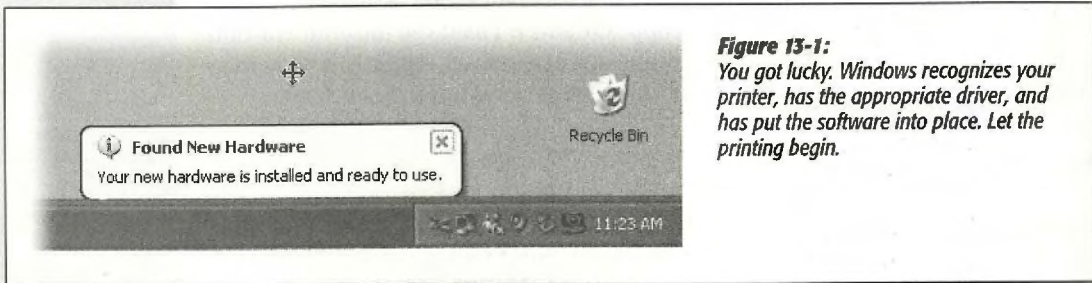 Found New Hardware
Your new hardware is installed and ready to use.
Recycle Bin
11:23 AM
Figure 13-1:
You got lucky. Windows recognizes your
printer, has the appropriate driver, and
has put the software into place. Let the
printing begin.